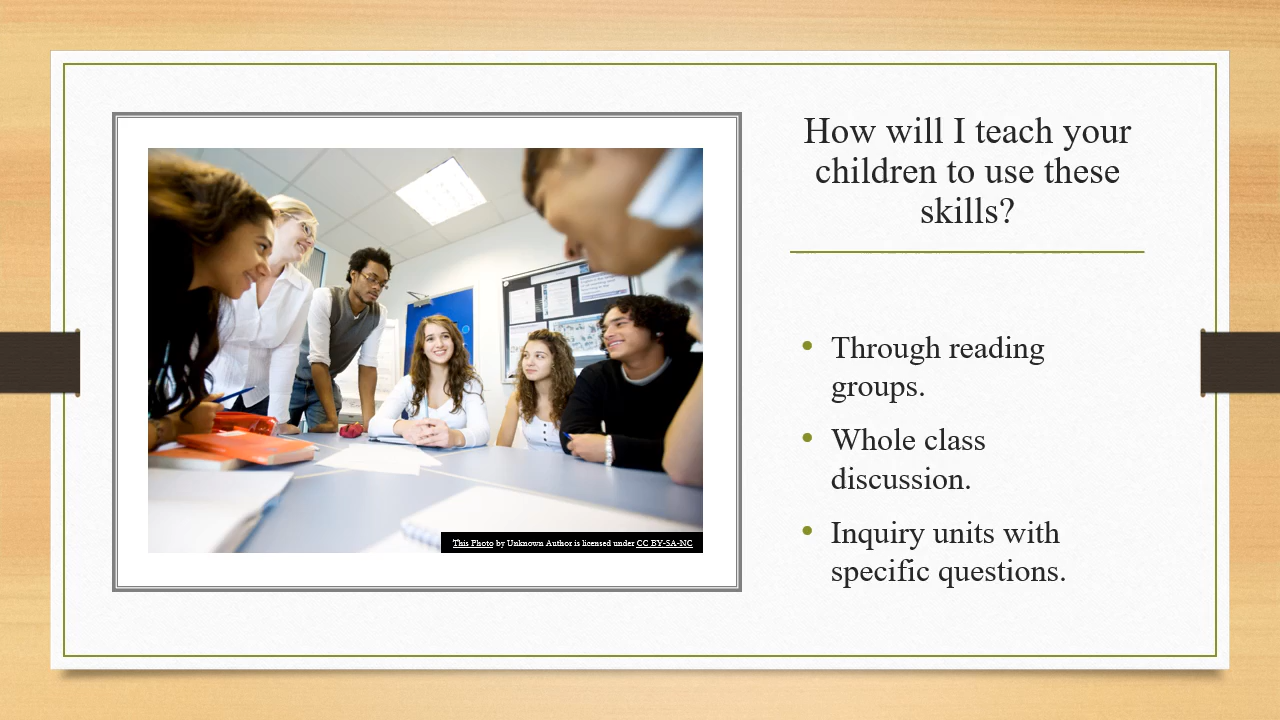 How will I teach your
children to use these
skills?
• Through reading
groups.
• Whole class
discussion.
• Inquiry units with
specific questions.
This Photo by Unknown Author is licensed under CC BY-SA-NC